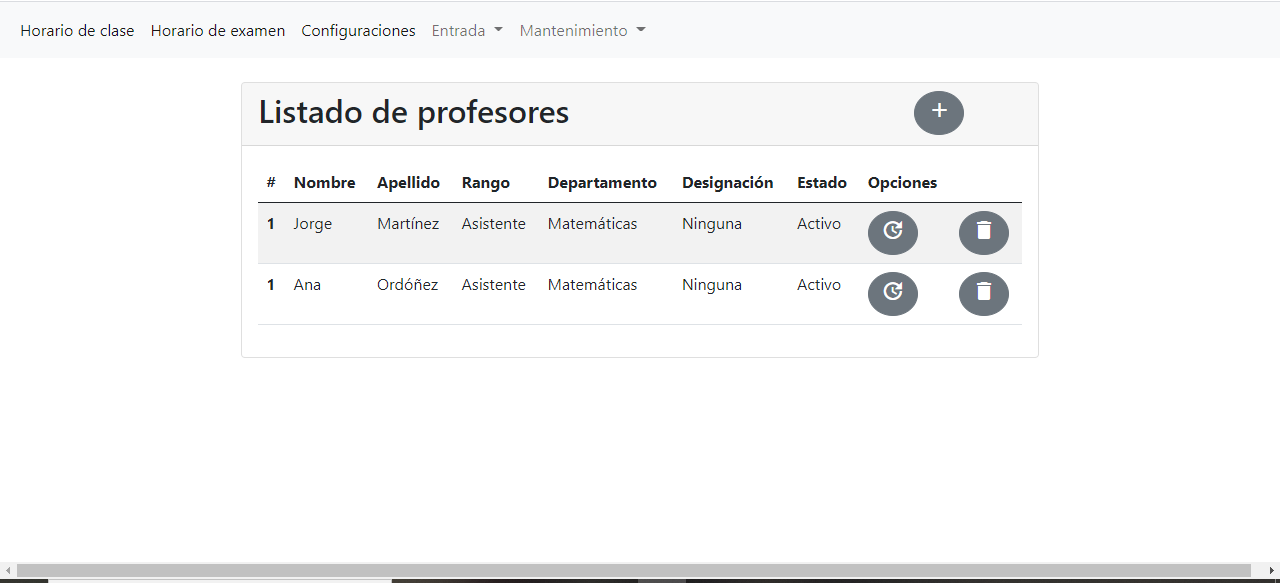 Horario de clase Horario de examen Configuraciones Entrada Mantenimiento
Listado de profesores +
# Nombre Apellido Rango Departamento Designación Estado Opciones
1 Jorge Martínez Asistente Matemáticas Ninguna Activo
1 Ana Ordóñez Asistente Matemáticas Ninguna Activo